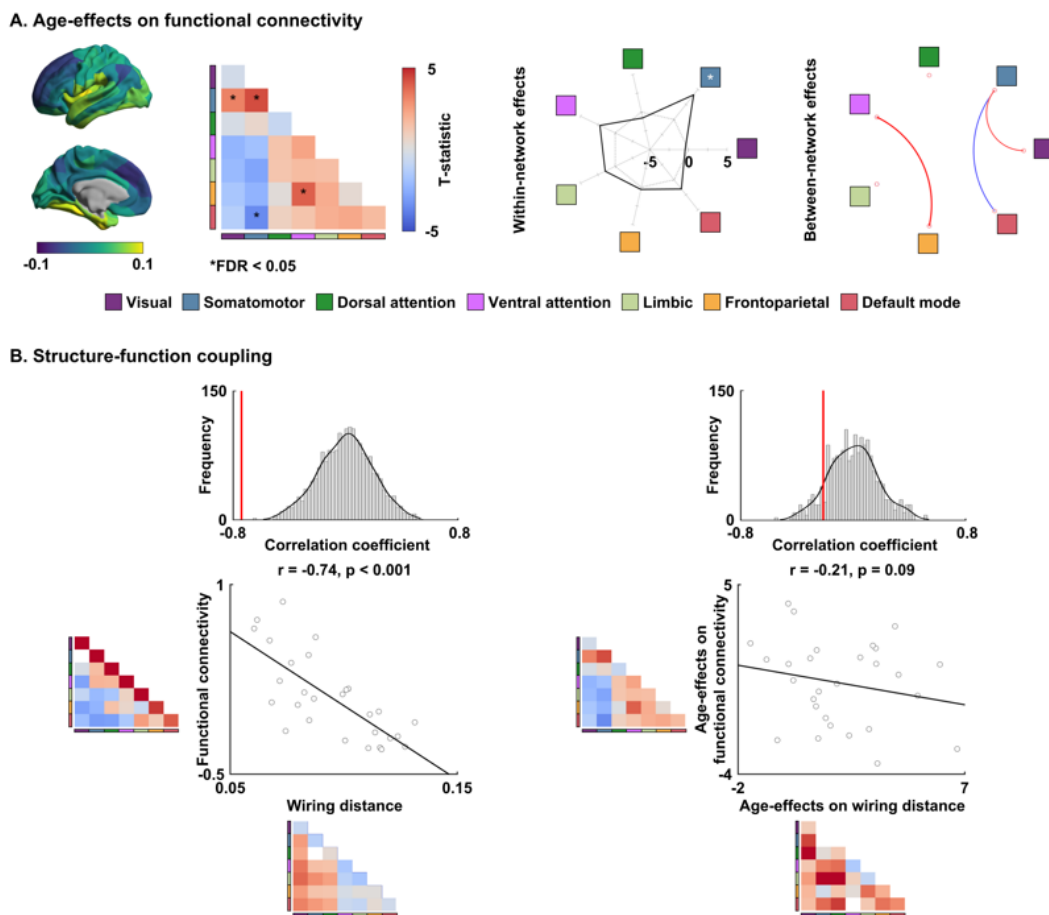 A. Age-effects on functional connectivity
5
T-statistic
-5
* *
*
*
-0.1 0.1
*FDR < 0.05
Within-network effects
*
-5 0 5
Between-network effects
Visual Somatomotor Dorsal attention Ventral attention Limbic Frontoparietal Default mode
B. Structure-function coupling
150
Frequency
0
-0.8 0.8
Correlation coefficient
r = -0.74, p < 0.001
1
Functional connectivity
-0.5
0.05 0.15
Wiring distance
150
Frequency
0
-0.8 0.8
Correlation coefficient
r = -0.21, p = 0.09
5
Age-effects on
functional connectivity
-4
-2 7
Age-effects on wiring distance